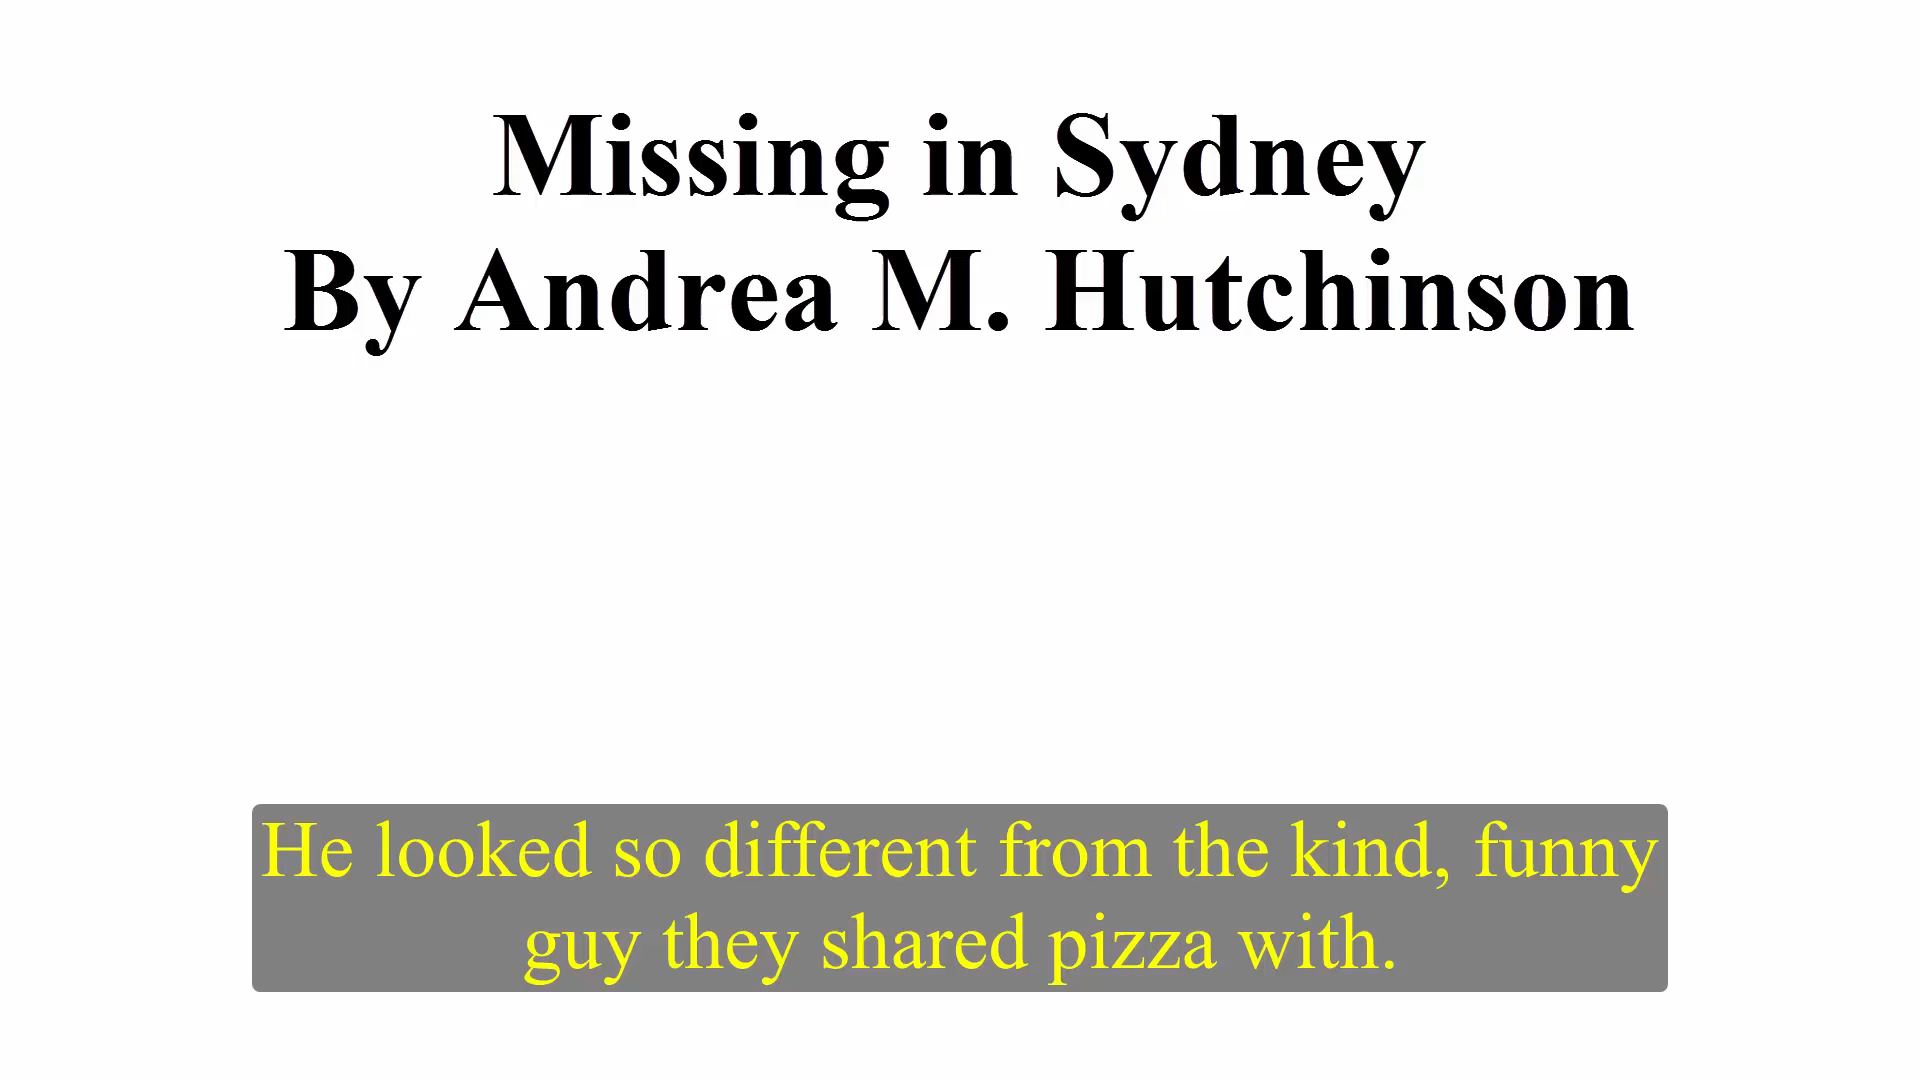 Missing in Sydney
By Andrea M. Hutchinson
He looked so different from the kind, funny
guy they shared pizza with.